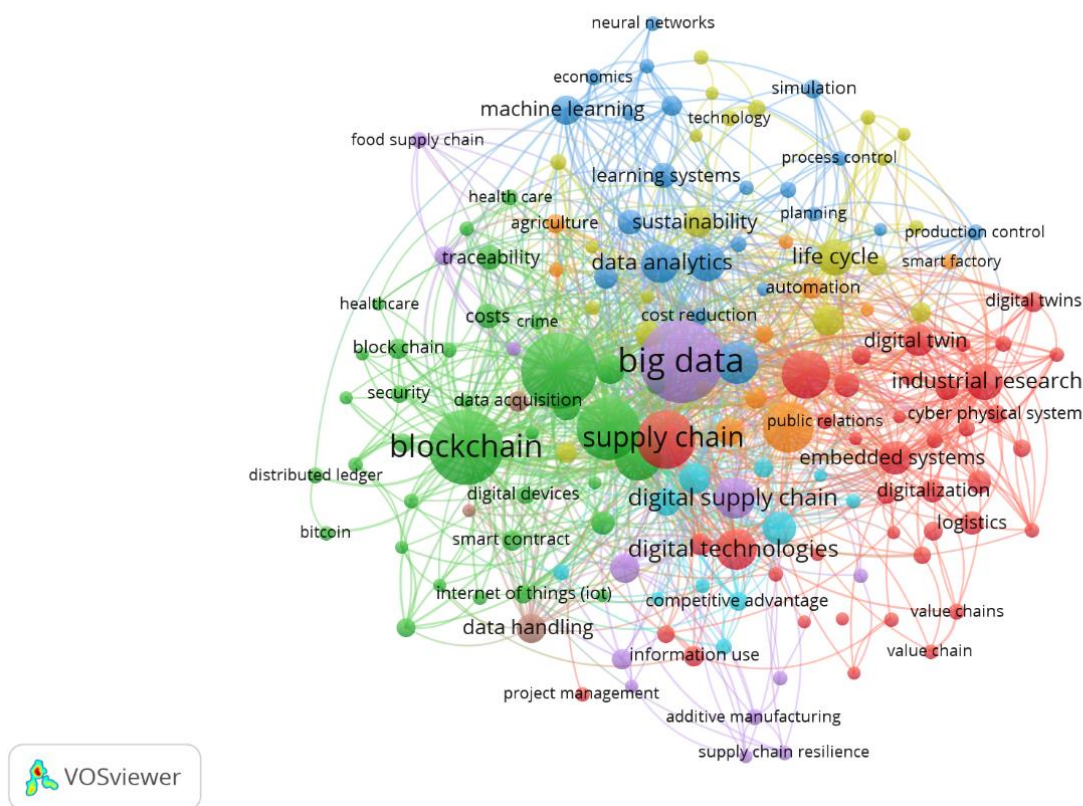 neural networks
economics
simulation
machine learning
technology
food supply chain
process control
learning systems
health care
planning
agriculture
sustainability
production control
traceability
data analytics
life cycle
smart factory
automation
healthcare
digital twins
costs
crime
cost reduction
block chain
digital twin
big data
industrial research
security
data acquisition
public relations
cyber physical system
supply chain
blockchain
embedded systems
distributed ledger
digital devices
digital supply chain
digitalization
bitcoin
smart contract
digital technologies
logistics
internet of things (iot)
competitive advantage
value chains
data handling
information use
value chain
project management
additive manufacturing
supply chain resilience
VOSviewer